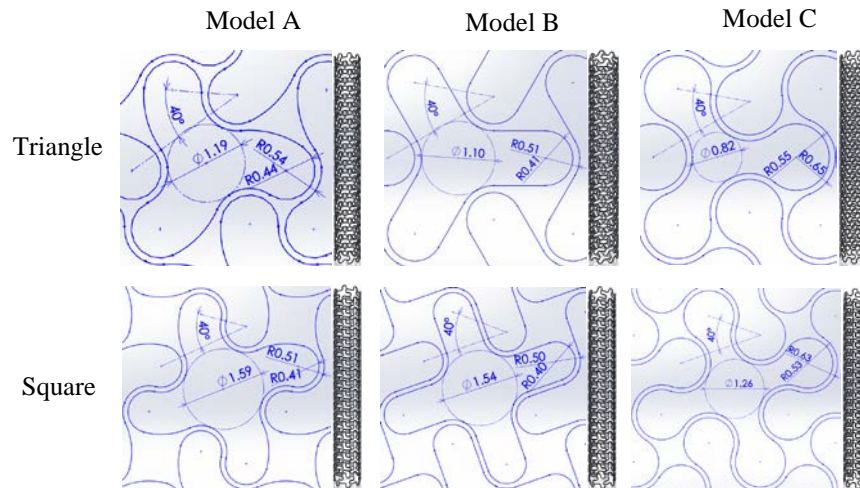 Model A Model B Model C
Triangle
40°
Ø1.19
R0.54
R0.44
40°
Ø1.10
R0.51
R0.41
40°
Ø0.82
R0.55
R0.65
Square
40°
Ø1.59
R0.51
R0.41
40°
Ø1.54
R0.50
R0.40
40°
Ø1.26
R0.63
R0.53